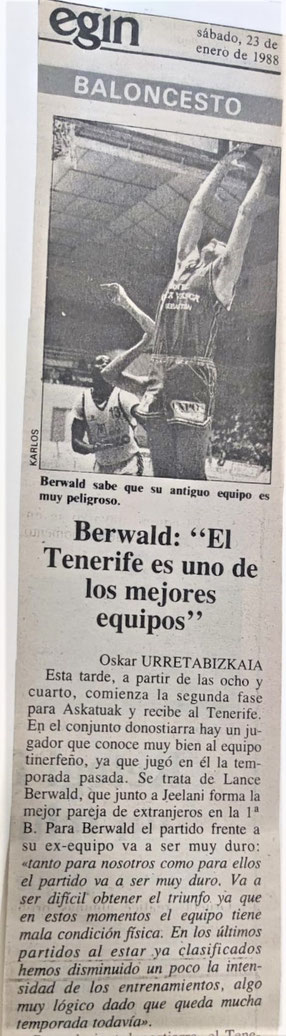 egin
sábado, 23 de
enero de 1988
BALONCESTO
KARLOS
13
Berwald sabe que su antiguo equipo es
muy peligroso.
Berwald: “El
Tenerife es uno de
los mejores
equipos”
Oskar URRETABIZKAIA
Esta tarde, a partir de las ocho y
cuarto, comienza la segunda fase
para Askatuak y recibe al Tenerife.
En el conjunto donostiarra hay un ju-
gador que conoce muy bien al equipo
tinerfeño, ya que jugó en él la tem-
porada pasada. Se trata de Lance
Berwald, que junto a Jeelani forma la
mejor pareja de extranjeros en la 1ª
B. Para Berwald el partido frente a
su ex-equipo va a ser muy duro:
«tanto para nosotros como para ellos
el partido va a ser muy duro. Va a
ser difícil obtener el triunfo ya que
en estos momentos el equipo tiene
mala condición física. En los últimos
partidos al estar ya clasificados
hemos disminuido un poco la inten-
sidad de los entrenamientos, algo
muy lógico dado que queda mucha
temporada todavía».